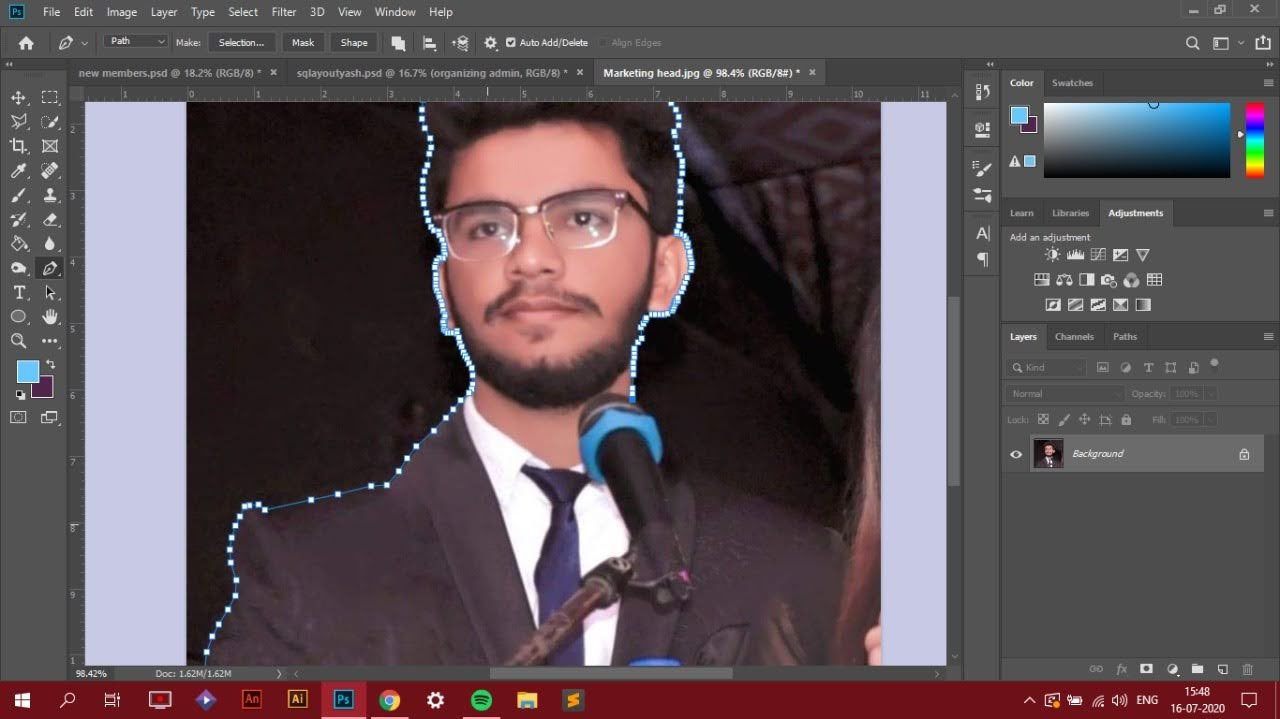 Ps File Edit Image Layer Type Select Filter 3D View Window Help
Path Make: Selection... Mask Shape Auto Add/Delete Align Edges
new members.psd @ 18.2% (RGB/8) * × sqlayoutyash.psd @ 16.7% (organizing admin, RGB/8) * × Marketing head.jpg @ 98.4% (RGB/8#) * ×
Color Swatches
1 0 1 2 3 4 5 6 7 8 9 10 11
2
3
4
5
6
7
8
9
1
Learn Libraries Adjustments
Add an adjustment
Layers Channels Paths
Kind
Normal Opacity: 100%
Lock: Fill: 100%
Background
98.42% Doc: 1.62M/1.62M
An Ai Ps ENG 15:48
16-07-2020